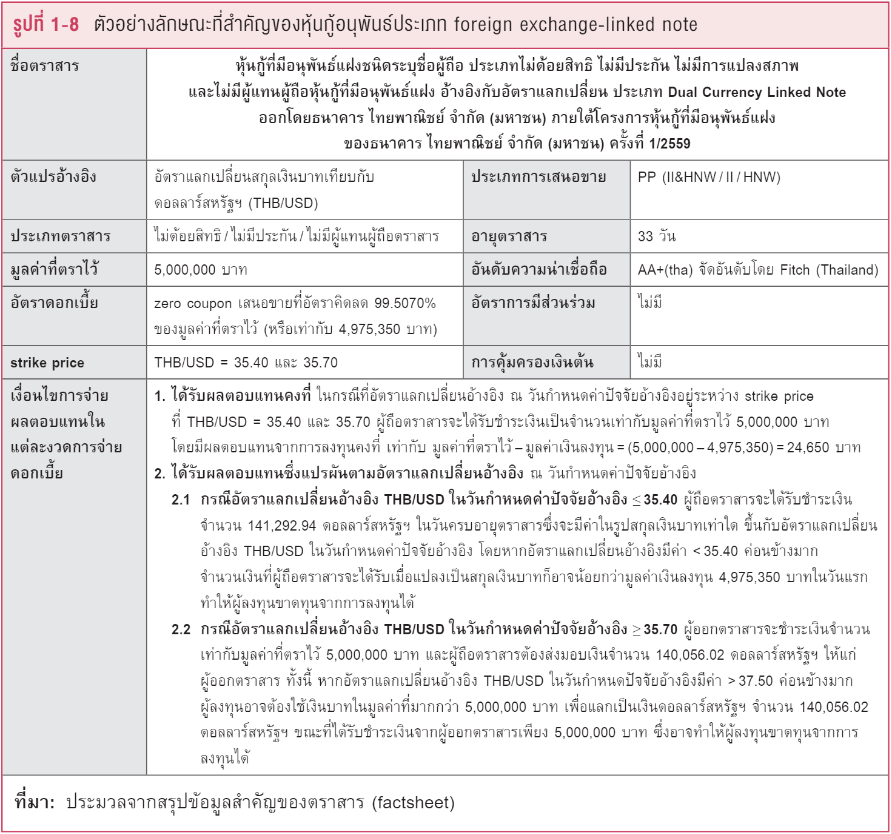 รูปที่ 1-8 ตัวอย่างลักษณะที่สำคัญของหุ้นกู้อนุพันธ์ประเภท foreign exchange-linked note
ชื่อตราสาร
หุ้นกู้ที่มีอนุพันธ์แฝงชนิดระบุชื่อผู้ถือ ประเภทไม่ด้อยสิทธิ ไม่มีประกัน ไม่มีการแปลงสภาพ
และไม่มีผู้แทนผู้ถือหุ้นกู้ที่มีอนุพันธ์แฝง อ้างอิงกับอัตราแลกเปลี่ยน ประเภท Dual Currency Linked Note
ออกโดยธนาคาร ไทยพาณิชย์ จำกัด (มหาชน) ภายใต้โครงการหุ้นกู้ที่มีอนุพันธ์แฝง
ของธนาคาร ไทยพาณิชย์ จำกัด (มหาชน) ครั้งที่ 1/2559
ตัวแปรอ้างอิง
อัตราแลกเปลี่ยนสกุลเงินบาทเทียบกับ
ดอลลาร์สหรัฐฯ (THB/USD)
ประเภทการเสนอขาย
PP (II&HNW / II / HNW)
ประเภทตราสาร
ไม่ด้อยสิทธิ / ไม่มีประกัน / ไม่มีผู้แทนผู้ถือตราสาร
อายุตราสาร
33 วัน
มูลค่าที่ตราไว้
5,000,000 บาท
อันดับความน่าเชื่อถือ
AA+(tha) จัดอันดับโดย Fitch (Thailand)
อัตราดอกเบี้ย
zero coupon เสนอขายที่อัตราคิดลด 99.5070%
ของมูลค่าที่ตราไว้ (หรือเท่ากับ 4,975,350 บาท)
อัตราการมีส่วนร่วม
ไม่มี
strike price
THB/USD = 35.40 และ 35.70
การคุ้มครองเงินต้น
ไม่มี
เงื่อนไขการจ่าย
ผลตอบแทนใน
แต่ละงวดการจ่าย
ดอกเบี้ย
1. ได้รับผลตอบแทนคงที่ ในกรณีที่อัตราแลกเปลี่ยนอ้างอิง ณ วันกำหนดค่าปัจจัยอ้างอิงอยู่ระหว่าง strike price
ที่ THB/USD = 35.40 และ 35.70 ผู้ถือตราสารจะได้รับชำระเงินเป็นจำนวนเท่ากับมูลค่าที่ตราไว้ 5,000,000 บาท
โดยมีผลตอบแทนจากการลงทุนคงที่ เท่ากับ มูลค่าที่ตราไว้ – มูลค่าเงินลงทุน = (5,000,000 – 4,975,350) = 24,650 บาท
2. ได้รับผลตอบแทนซึ่งแปรผันตามอัตราแลกเปลี่ยนอ้างอิง ณ วันกำหนดค่าปัจจัยอ้างอิง
2.1 กรณีอัตราแลกเปลี่ยนอ้างอิง THB/USD ในวันกำหนดค่าปัจจัยอ้างอิง ≤ 35.40 ผู้ถือตราสารจะได้รับชำระเงิน
จำนวน 141,292.94 ดอลลาร์สหรัฐฯ ในวันครบอายุตราสารซึ่งจะมีค่าในรูปสกุลเงินบาทเท่าใด ขึ้นกับอัตราแลกเปลี่ยน
อ้างอิง THB/USD ในวันกำหนดค่าปัจจัยอ้างอิง โดยหากอัตราแลกเปลี่ยนอ้างอิงมีค่า < 35.40 ค่อนข้างมาก
จำนวนเงินที่ผู้ถือตราสารจะได้รับเมื่อแปลงเป็นสกุลเงินบาทก็อาจน้อยกว่ามูลค่าเงินลงทุน 4,975,350 บาทในวันแรก
ทำให้ผู้ลงทุนขาดทุนจากการลงทุนได้
2.2 กรณีอัตราแลกเปลี่ยนอ้างอิง THB/USD ในวันกำหนดค่าปัจจัยอ้างอิง ≥ 35.70 ผู้ออกตราสารจะชำระเงินจำนวน
เท่ากับมูลค่าที่ตราไว้ 5,000,000 บาท และผู้ถือตราสารต้องส่งมอบเงินจำนวน 140,056.02 ดอลลาร์สหรัฐฯ ให้แก่
ผู้ออกตราสาร ทั้งนี้ หากอัตราแลกเปลี่ยนอ้างอิง THB/USD ในวันกำหนดปัจจัยอ้างอิงมีค่า > 37.50 ค่อนข้างมาก
ผู้ลงทุนอาจต้องใช้เงินบาทในมูลค่าที่มากกว่า 5,000,000 บาท เพื่อแลกเป็นเงินดอลลาร์สหรัฐฯ จำนวน 140,056.02
ดอลลาร์สหรัฐฯ ขณะที่ได้รับชำระเงินจากผู้ออกตราสารเพียง 5,000,000 บาท ซึ่งอาจทำให้ผู้ลงทุนขาดทุนจากการ
ลงทุนได้
ที่มา: ประมวลจากสรุปข้อมูลสำคัญของตราสาร (factsheet)